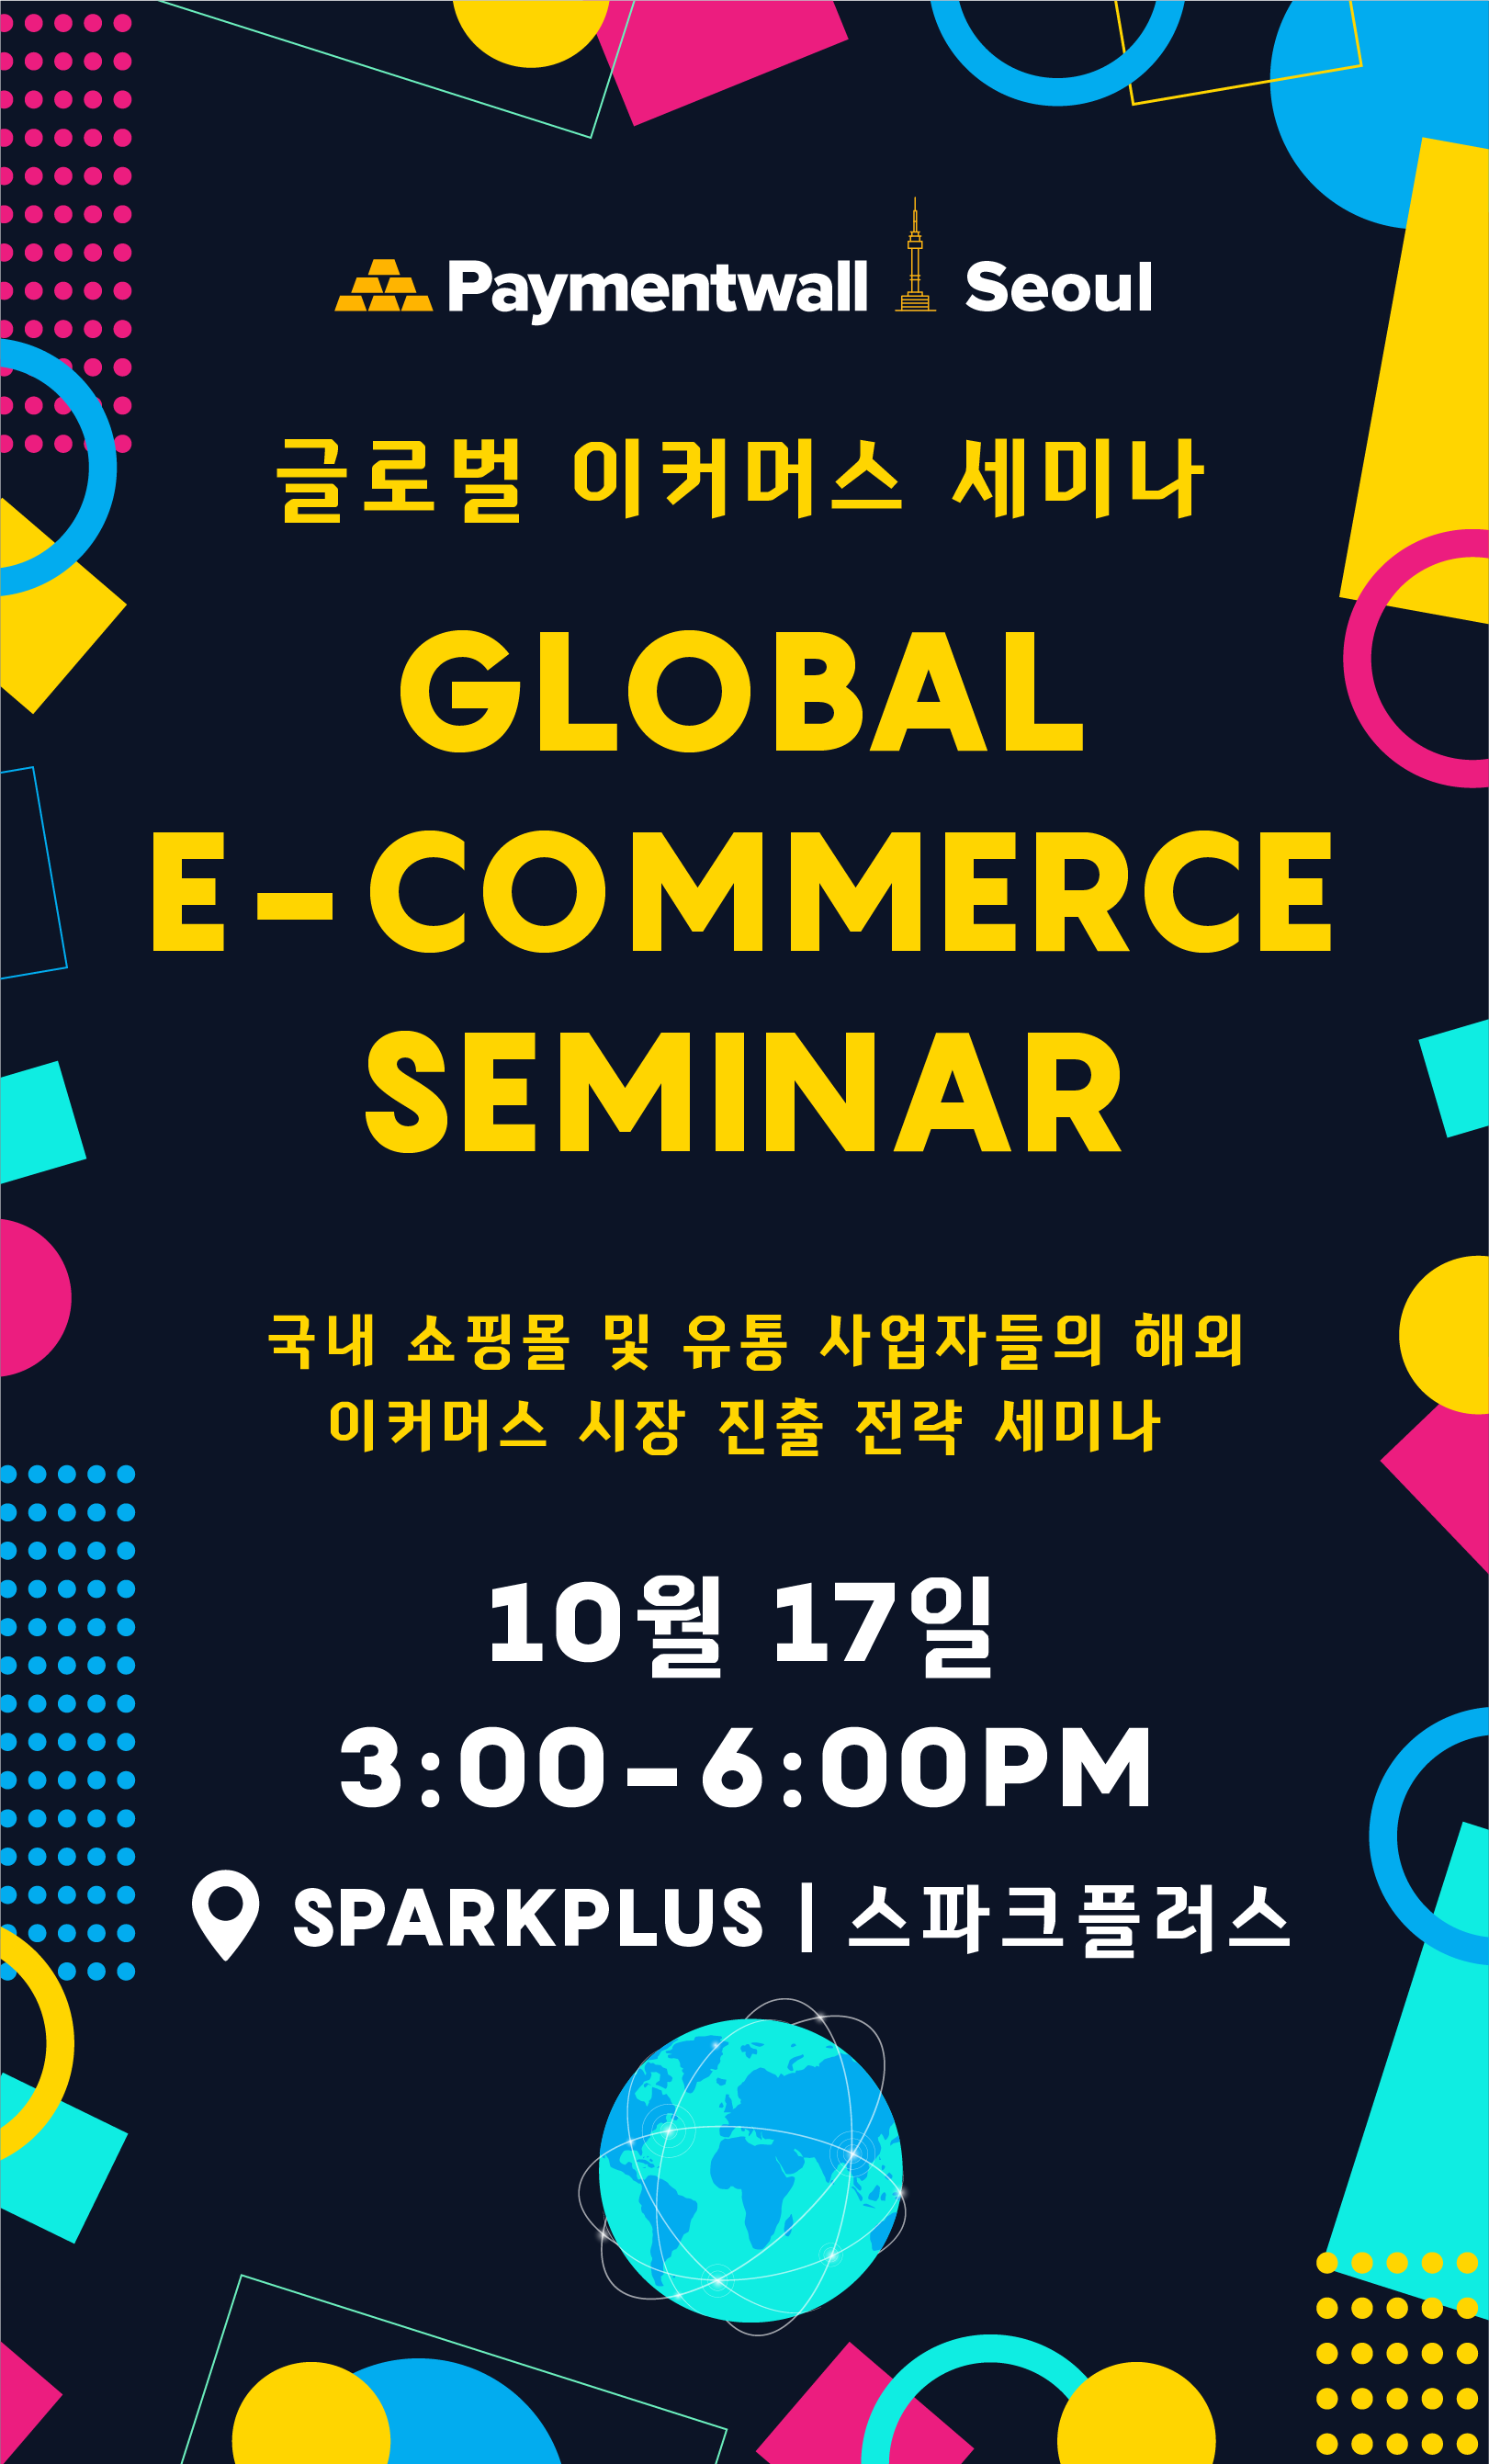 Paymentwall Seoul
글로벌 이커머스 세미나
GLOBAL
E-COMMERCE
SEMINAR
국내 쇼핑몰 및 유통 사업자들의 해외
이커머스 시장 진출 전략 세미나
10월 17일
3:00-6:00PM
SPARKPLUS | 스파크플러스